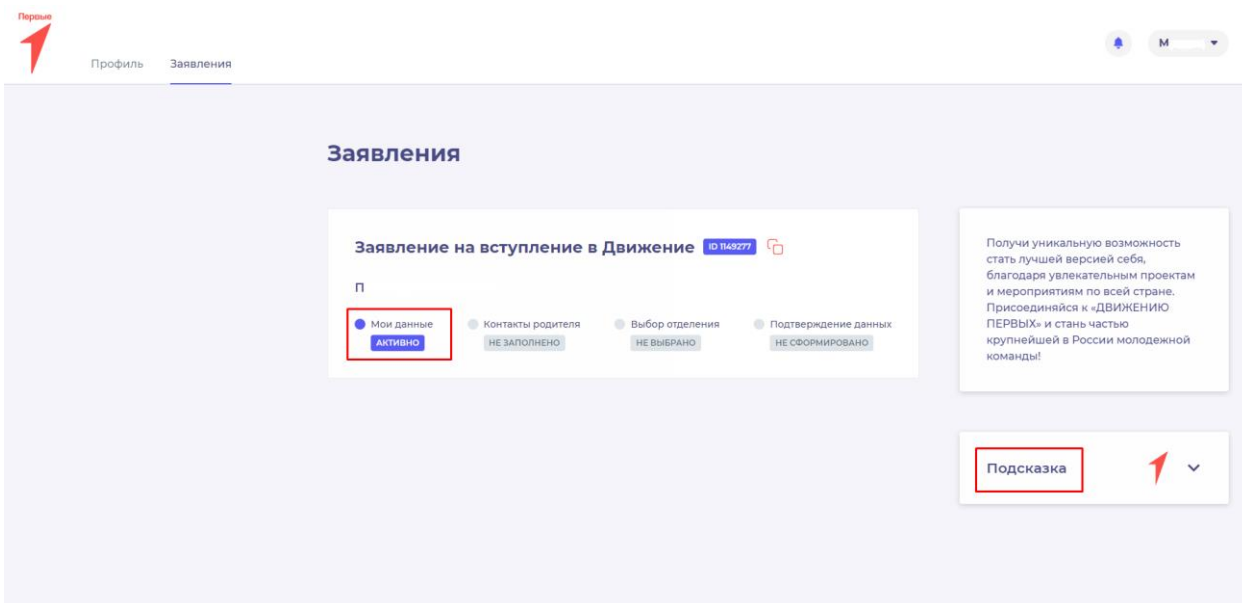 Первые
Профиль Заявления
М
Заявления
Заявление на вступление в Движение ID 1149277
П
Мои данные Контакты родителя Выбор отделения Подтверждение данных
АКТИВНО НЕ ЗАПОЛНЕНО НЕ ВЫБРАНО НЕ СФОРМИРОВАНО
Получи уникальную возможность
стать лучшей версией себя,
благодаря увлекательным проектам
и мероприятиям по всей стране.
Присоединяйся к «ДВИЖЕНИЮ
ПЕРВЫХ» и стань частью
крупнейшей в России молодежной
команды!
Подсказка